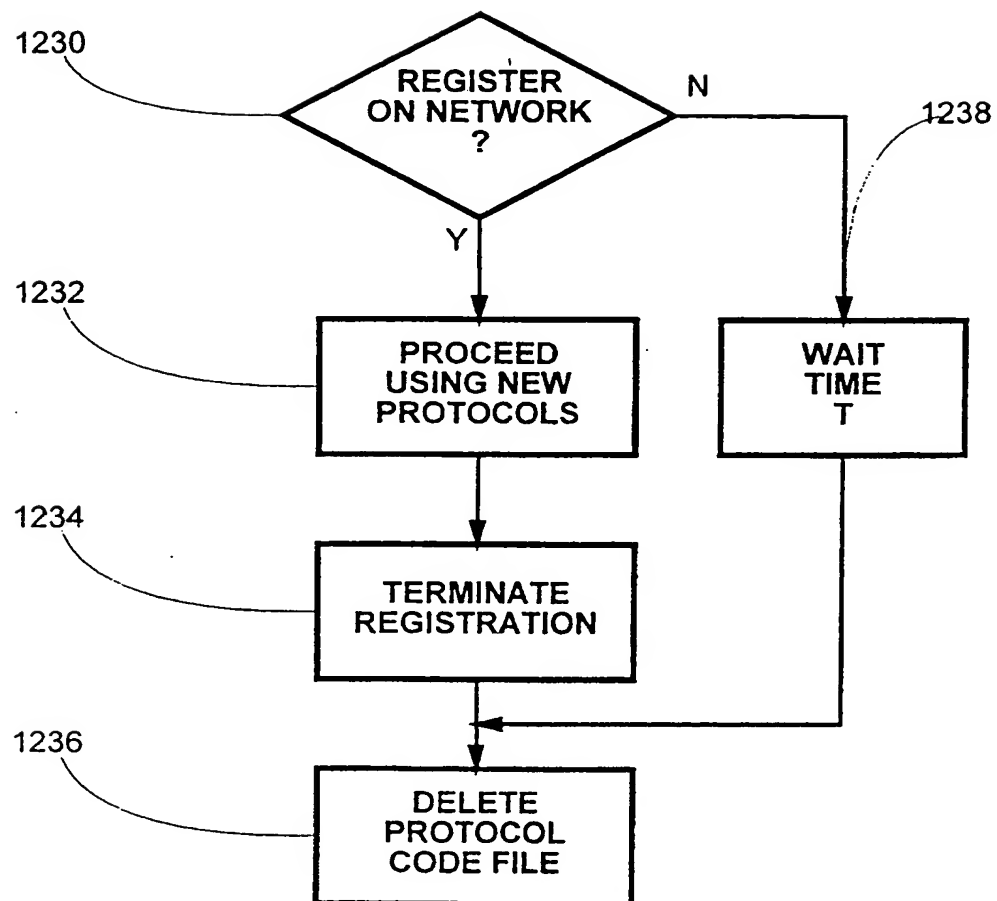 1230
REGISTER
ON NETWORK
?
N
1238
Y
1232
PROCEED
USING NEW
PROTOCOLS
WAIT
TIME
T
1234
TERMINATE
REGISTRATION
1236
DELETE
PROTOCOL
CODE FILE